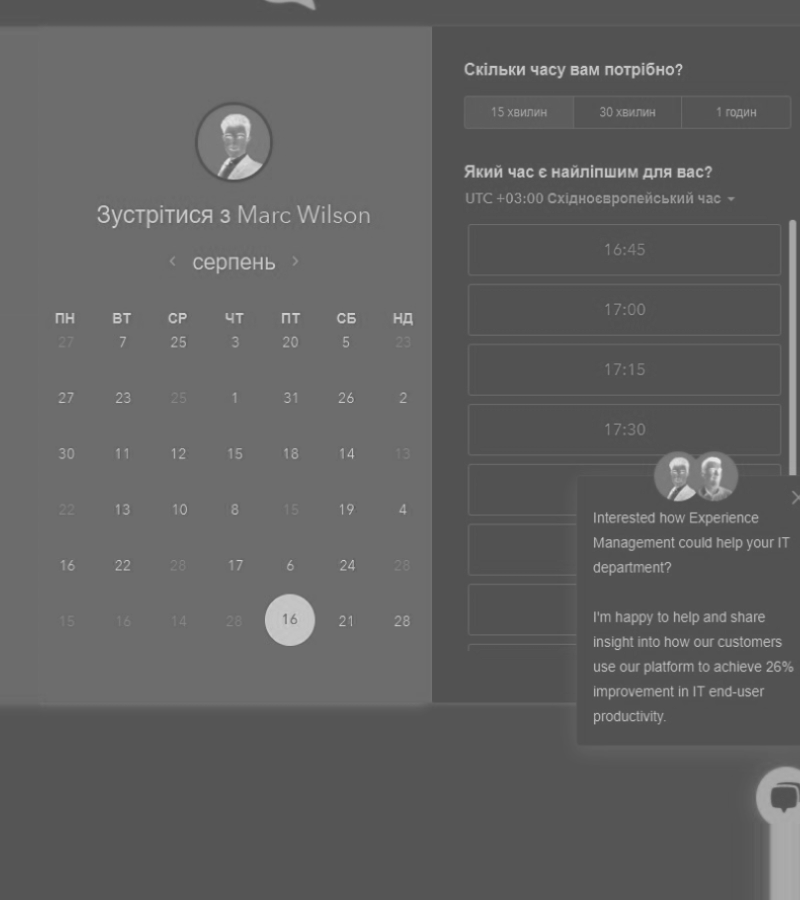 Зустрітися з Marc Wilson
серпень
ПН ВТ СР ЧТ ПТ СБ НД
27 7 25 3 20 5 23
27 23 25 1 31 26 2
30 11 12 15 18 14 13
22 13 10 8 15 19 4
16 22 28 17 6 24 28
15 16 14 28 16 21 28
Скільки часу вам потрібно?
15 хвилин 30 хвилин 1 годин
Який час є найліпшим для вас?
UTC +03:00 Східноєвропейський час
16:45
17:00
17:15
17:30
Interested how Experience
Management could help your IT
department?
I'm happy to help and share
insight into how our customers
use our platform to achieve 26%
improvement in IT end-user
productivity.